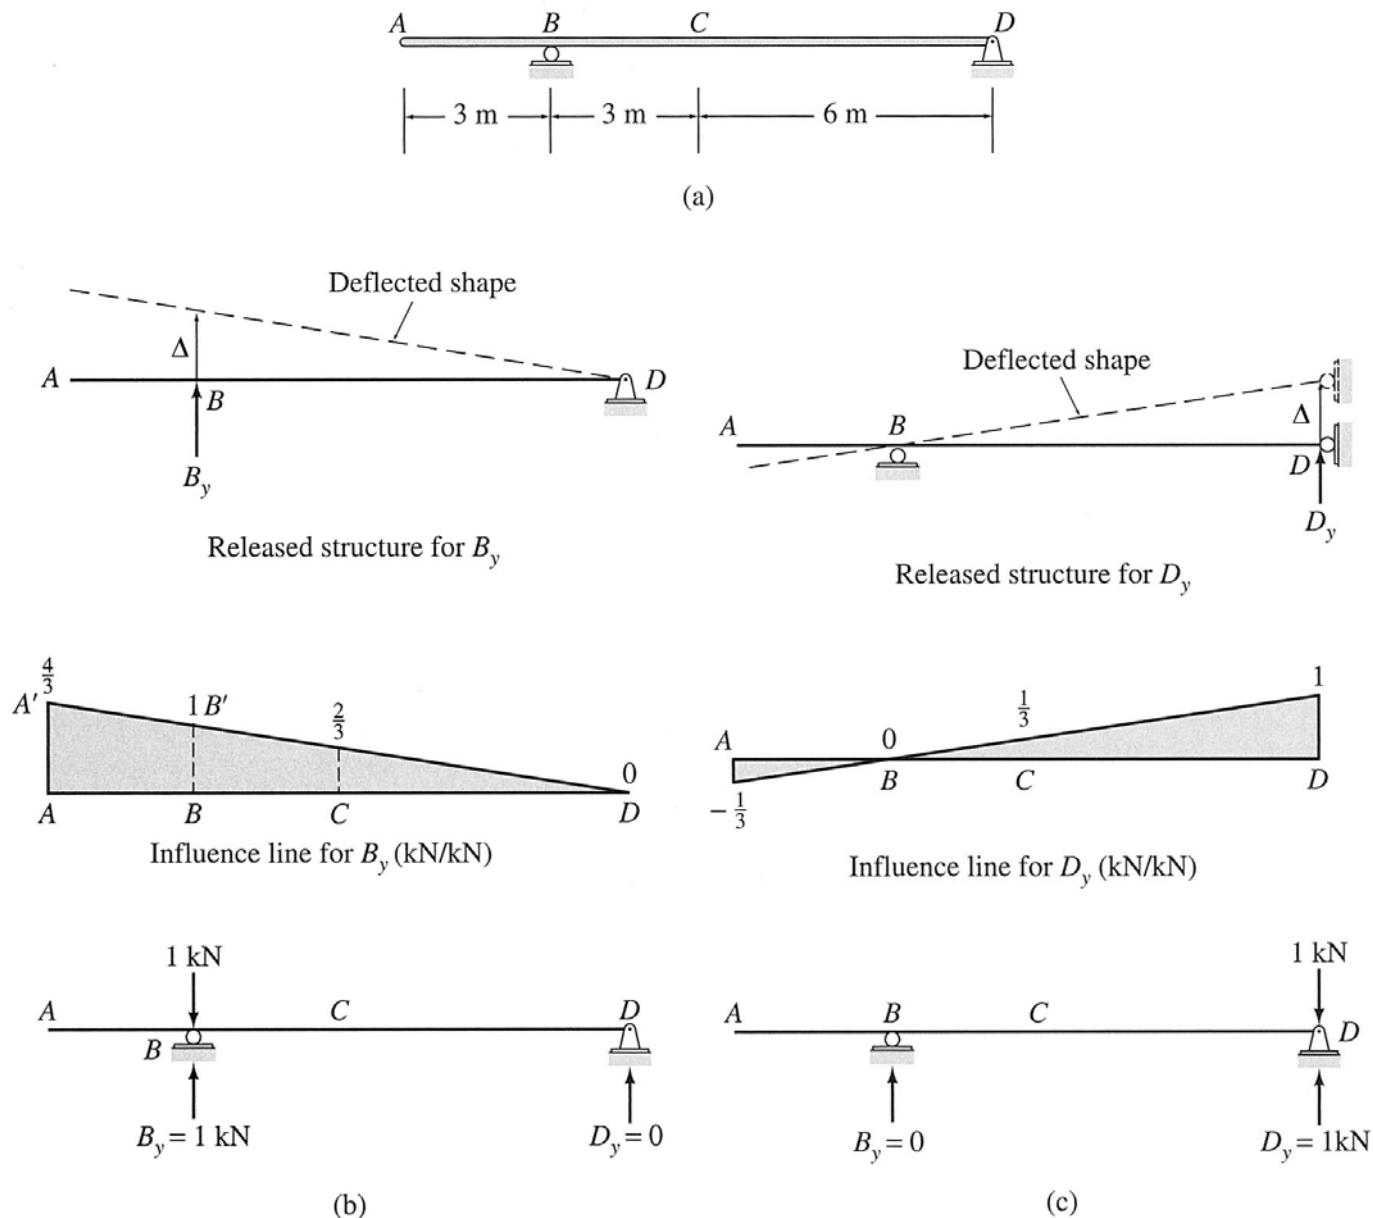 A B C D
3 m 3 m 6 m
(a)
Deflected shape
Δ
A B D
B_y
Released structure for B_y
Deflected shape
A B Δ
D
D_y
Released structure for D_y
4/3
A' 1 B' 2/3 0
A B C D
Influence line for B_y (kN/kN)
1
1/3
A 0
B C D
-1/3
Influence line for D_y (kN/kN)
1 kN
A C D
B
B_y = 1 kN D_y = 0
(b)
1 kN
A B C D
B_y = 0 D_y = 1kN
(c)